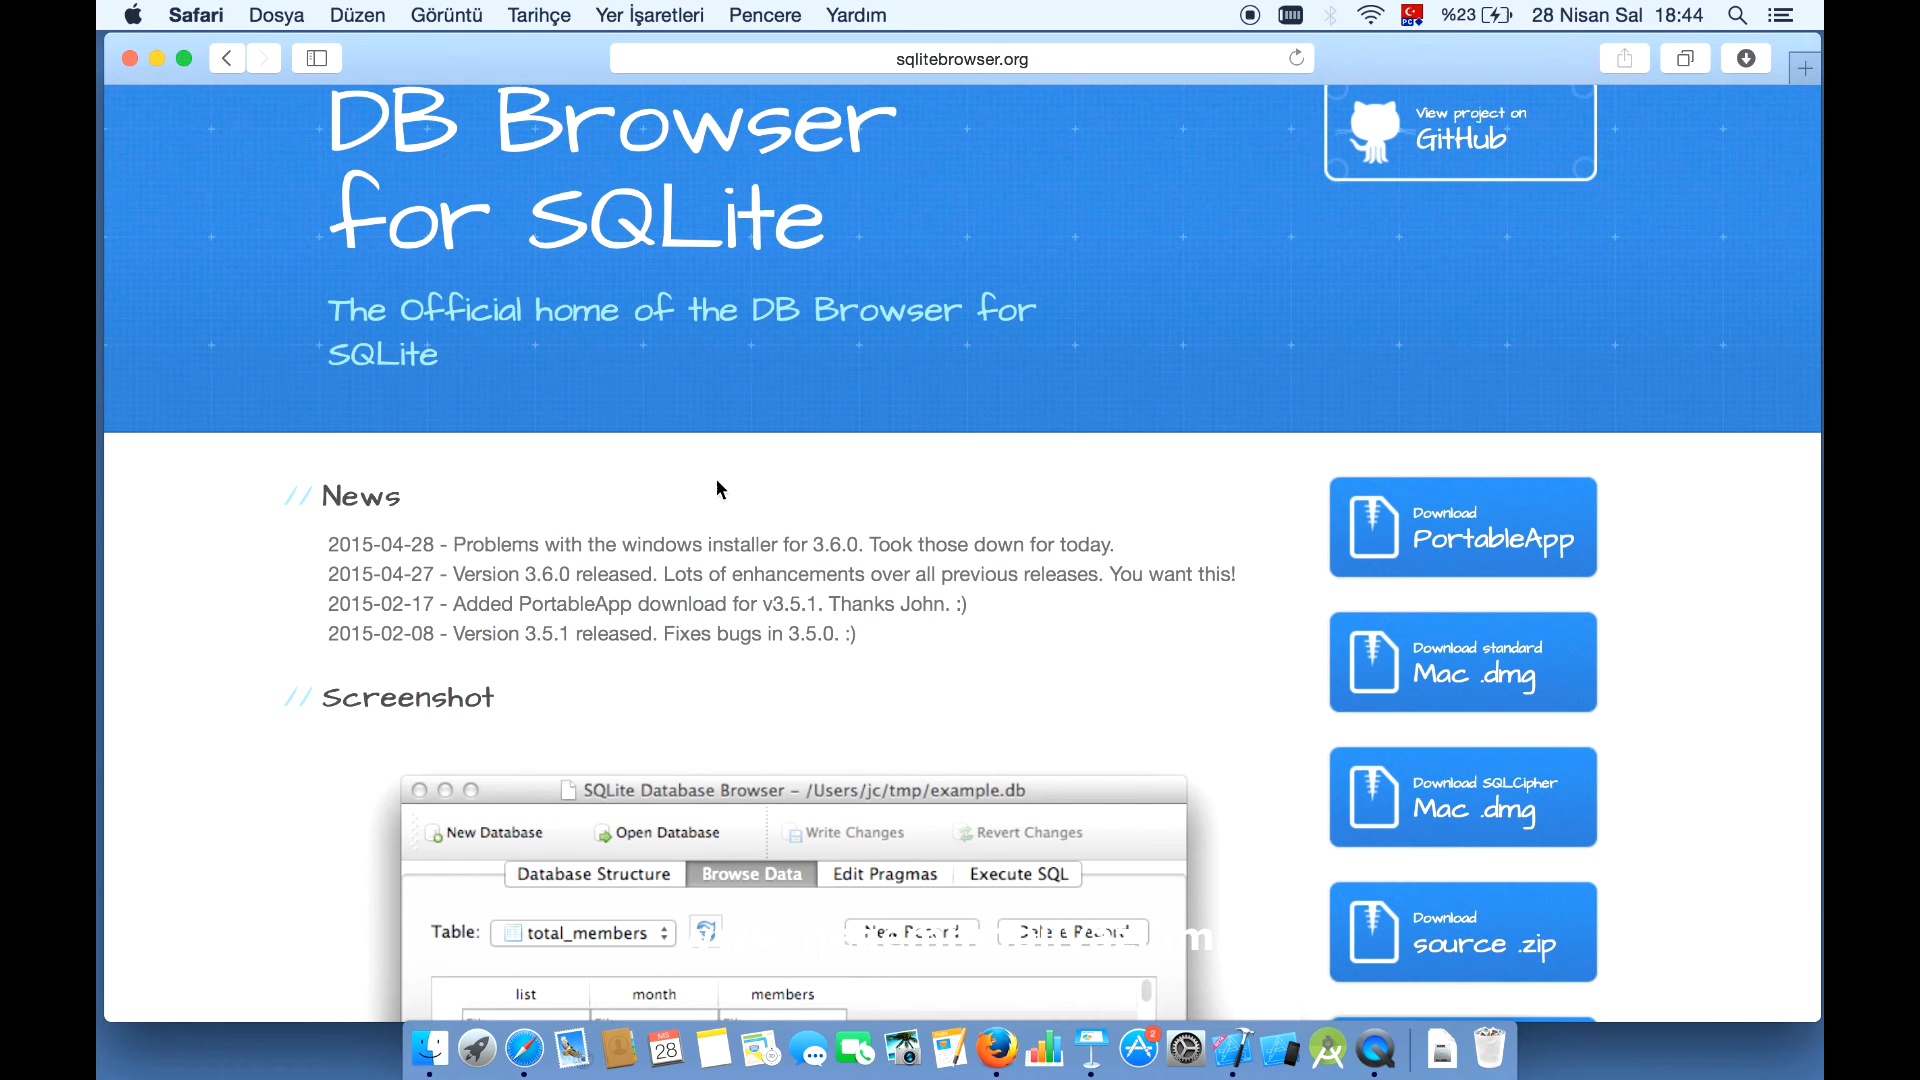 Safari Dosya Düzen Görüntü Tarihçe Yer İşaretleri Pencere Yardım %23 28 Nisan Sal 18:44
sqlitebrowser.org
DB Browser
for SQLite
The Official home of the DB Browser for
SQLite
View project on
GitHub
// News
2015-04-28 - Problems with the windows installer for 3.6.0. Took those down for today.
2015-04-27 - Version 3.6.0 released. Lots of enhancements over all previous releases. You want this!
2015-02-17 - Added PortableApp download for v3.5.1. Thanks John. :)
2015-02-08 - Version 3.5.1 released. Fixes bugs in 3.5.0. :)
// Screenshot
Download
PortableApp
Download standard
Mac .dmg
Download SQLCipher
Mac .dmg
Download
source .zip
SQLite Database Browser - /Users/jc/tmp/example.db
New Database Open Database Write Changes Revert Changes
Database Structure Browse Data Edit Pragmas Execute SQL
Table: total_members New Record Delete Record
list month members
28
2